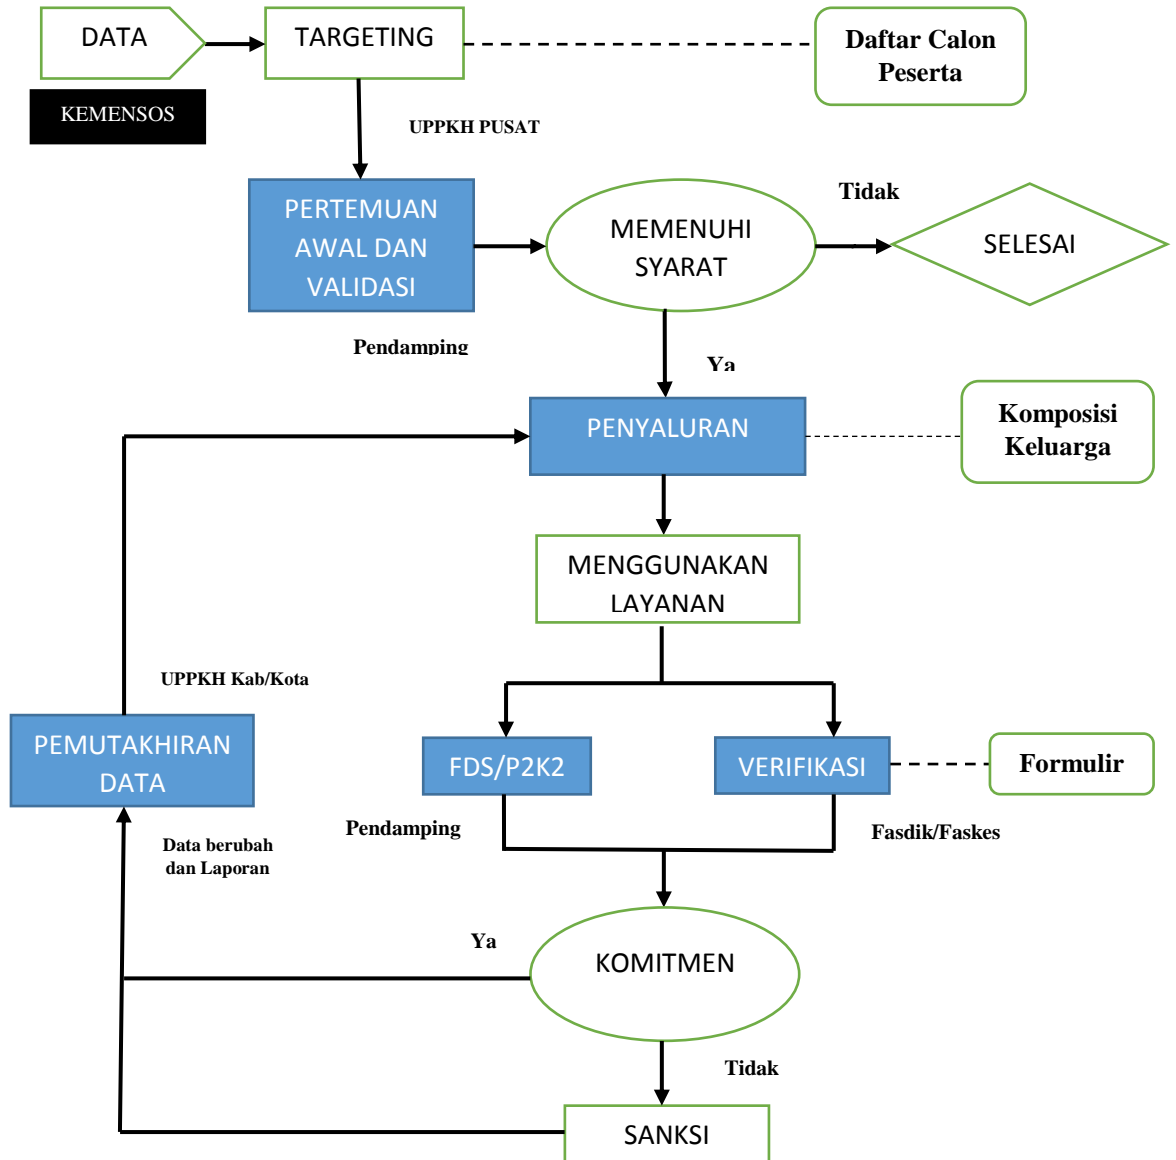 DATA
TARGETING
Daftar Calon
Peserta
KEMENSOS
UPPKH PUSAT
PERTEMUAN
AWAL DAN
VALIDASI
MEMENUHI
SYARAT
Tidak
SELESAI
Pendamping
Ya
PENYALURAN
Komposisi
Keluarga
MENGGUNAKAN
LAYANAN
UPPKH Kab/Kota
PEMUTAKHIRAN
DATA
FDS/P2K2
VERIFIKASI
Formulir
Pendamping
Fasdik/Faskes
Data berubah
dan Laporan
Ya
KOMITMEN
Tidak
SANKSI